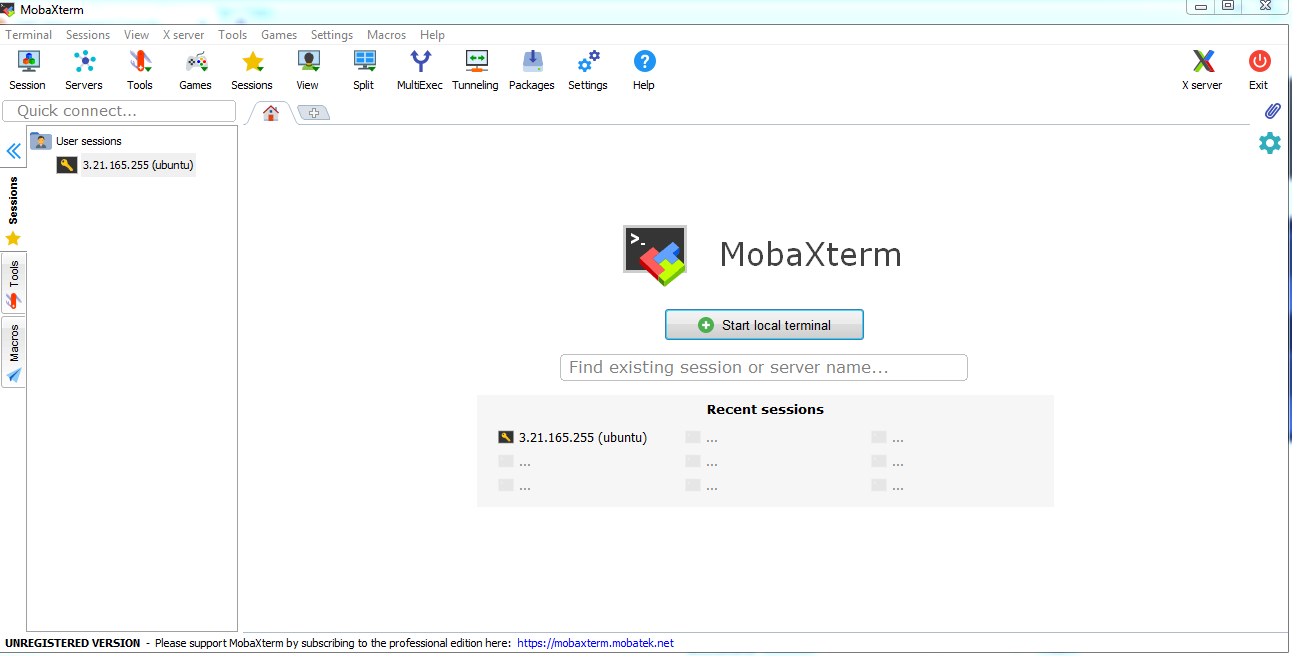 MobaXterm
Terminal Sessions View X server Tools Games Settings Macros Help
Session Servers Tools Games Sessions View Split MultiExec Tunneling Packages Settings Help X server Exit
Quick connect...
User sessions
3.21.165.255 (ubuntu)
Sessions
Tools
Macros
>_
MobaXterm
Start local terminal
Find existing session or server name...
Recent sessions
3.21.165.255 (ubuntu) ... ...
... ... ...
... ... ...
UNREGISTERED VERSION - Please support MobaXterm by subscribing to the professional edition here: https://mobaxterm.mobatek.net